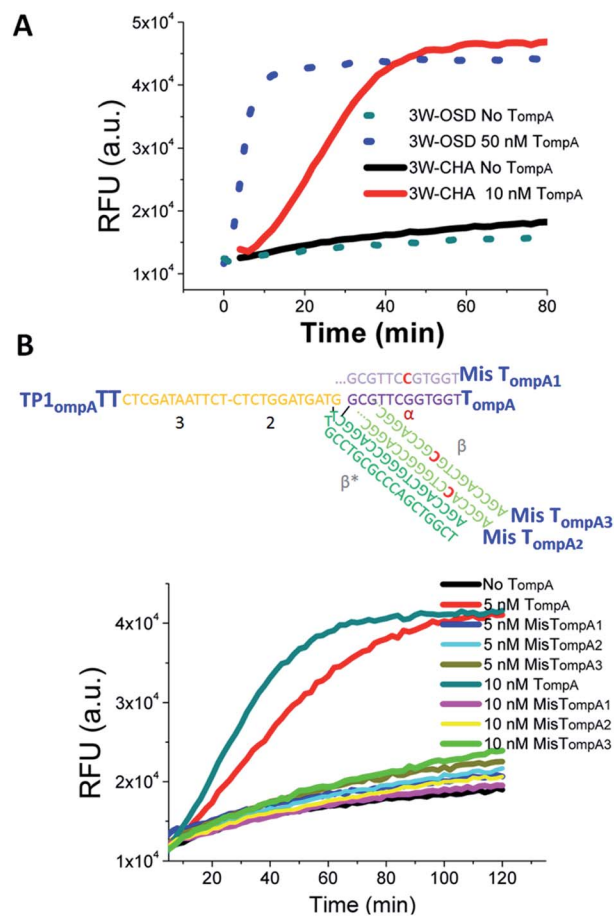 A
5x10⁴
4x10⁴
3x10⁴
2x10⁴
1x10⁴
RFU (a.u.)
3W-OSD No TompA
3W-OSD 50 nM TompA
3W-CHA No TompA
3W-CHA 10 nM TompA
0 20 40 60 80
Time (min)
B
...GCGTTCCGTGGT Mis TompA1
TP1ompA TT CTCGATAATTCT-CTCTGGATGATG GCGTTCGGTGGT TompA
3 2 α
β
β*
Mis TompA3
Mis TompA2
4x10⁴
3x10⁴
2x10⁴
1x10⁴
RFU (a.u.)
No TompA
5 nM TompA
5 nM MisTompA1
5 nM MisTompA2
5 nM MisTompA3
10 nM TompA
10 nM MisTompA1
10 nM MisTompA2
10 nM MisTompA3
20 40 60 80 100 120
Time (min)